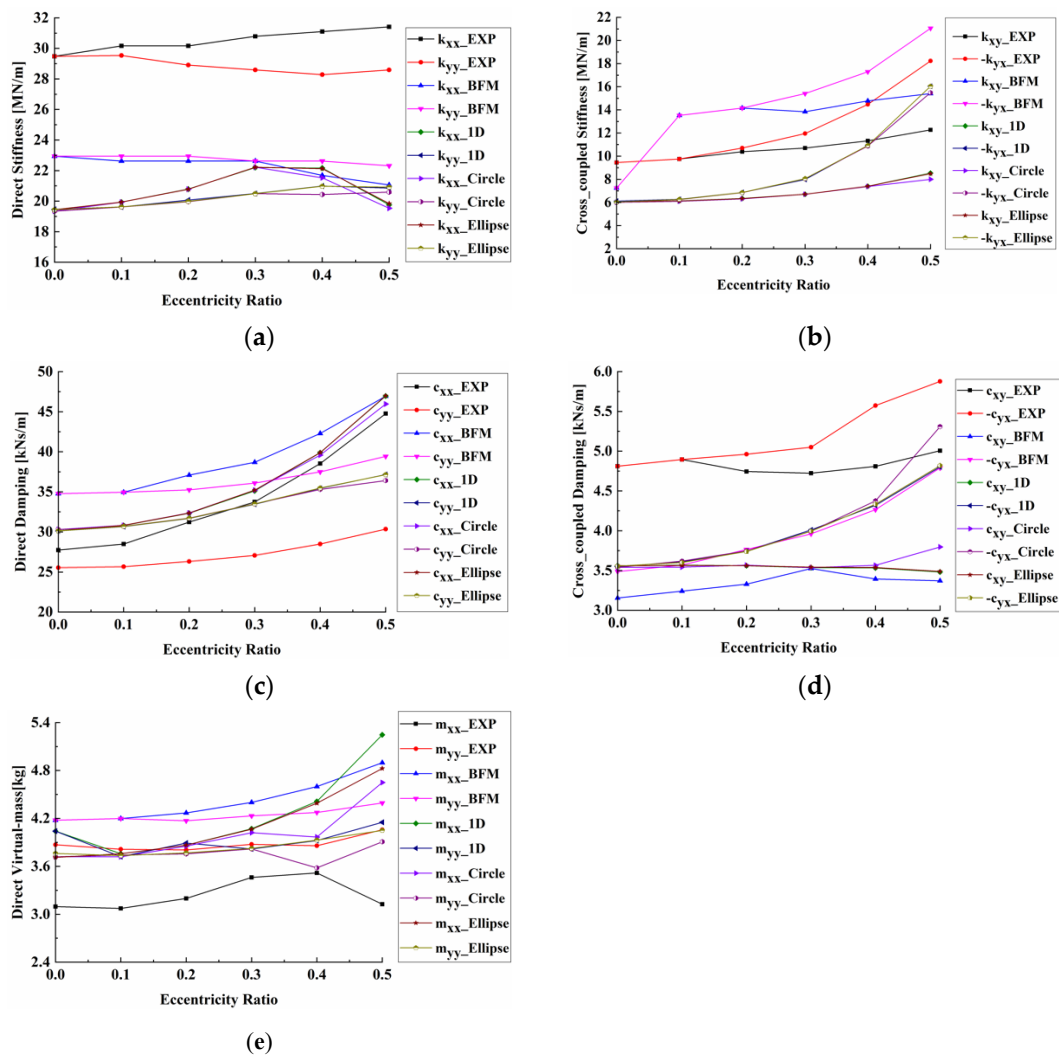 32
30
28
26
24
22
20
18
16
Direct Stiffness [MN/m]
0.0 0.1 0.2 0.3 0.4 0.5
Eccentricity Ratio
kxx_EXP
kyy_EXP
kxx_BFM
kyy_BFM
kxx_1D
kyy_1D
kxx_Circle
kyy_Circle
kxx_Ellipse
kyy_Ellipse
(a)
22
20
18
16
14
12
10
8
6
4
2
Cross_coupled Stiffness [MN/m]
0.0 0.1 0.2 0.3 0.4 0.5
Eccentricity Ratio
kxy_EXP
-kyx_EXP
kxy_BFM
-kyx_BFM
kxy_1D
-kyx_1D
kxy_Circle
-kyx_Circle
kxy_Ellipse
-kyx_Ellipse
(b)
50
45
40
35
30
25
20
Direct Damping [kNs/m]
0.0 0.1 0.2 0.3 0.4 0.5
Eccentricity Ratio
cxx_EXP
cyy_EXP
cxx_BFM
cyy_BFM
cxx_1D
cyy_1D
cxx_Circle
cyy_Circle
cxx_Ellipse
cyy_Ellipse
(c)
6.0
5.5
5.0
4.5
4.0
3.5
3.0
Cross_coupled Damping [kNs/m]
0.0 0.1 0.2 0.3 0.4 0.5
Eccentricity Ratio
cxy_EXP
-cyx_EXP
cxy_BFM
-cyx_BFM
cxy_1D
-cyx_1D
cxy_Circle
-cyx_Circle
cxy_Ellipse
-cyx_Ellipse
(d)
5.4
4.8
4.2
3.6
3.0
2.4
Direct Virtual-mass[kg]
0.0 0.1 0.2 0.3 0.4 0.5
Eccentricity Ratio
mxx_EXP
myy_EXP
mxx_BFM
myy_BFM
mxx_1D
myy_1D
mxx_Circle
myy_Circle
mxx_Ellipse
myy_Ellipse
(e)